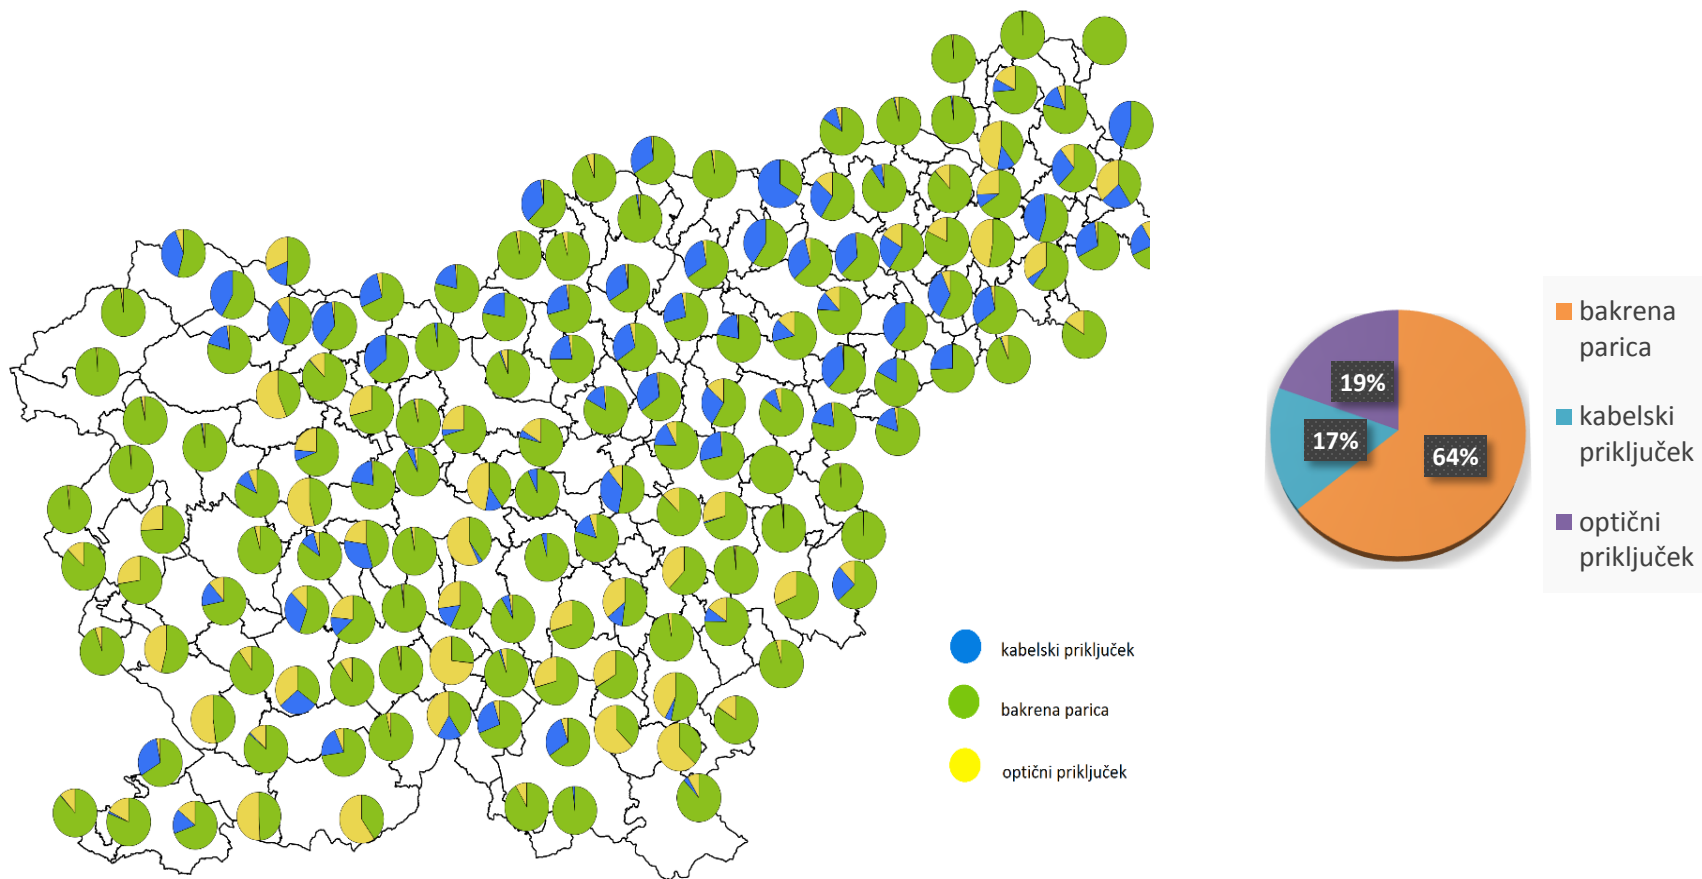 kabelski priključek
bakrena parica
optični priključek
19%
17%
64%
bakrena
parica
kabelski
priključek
optični
priključek